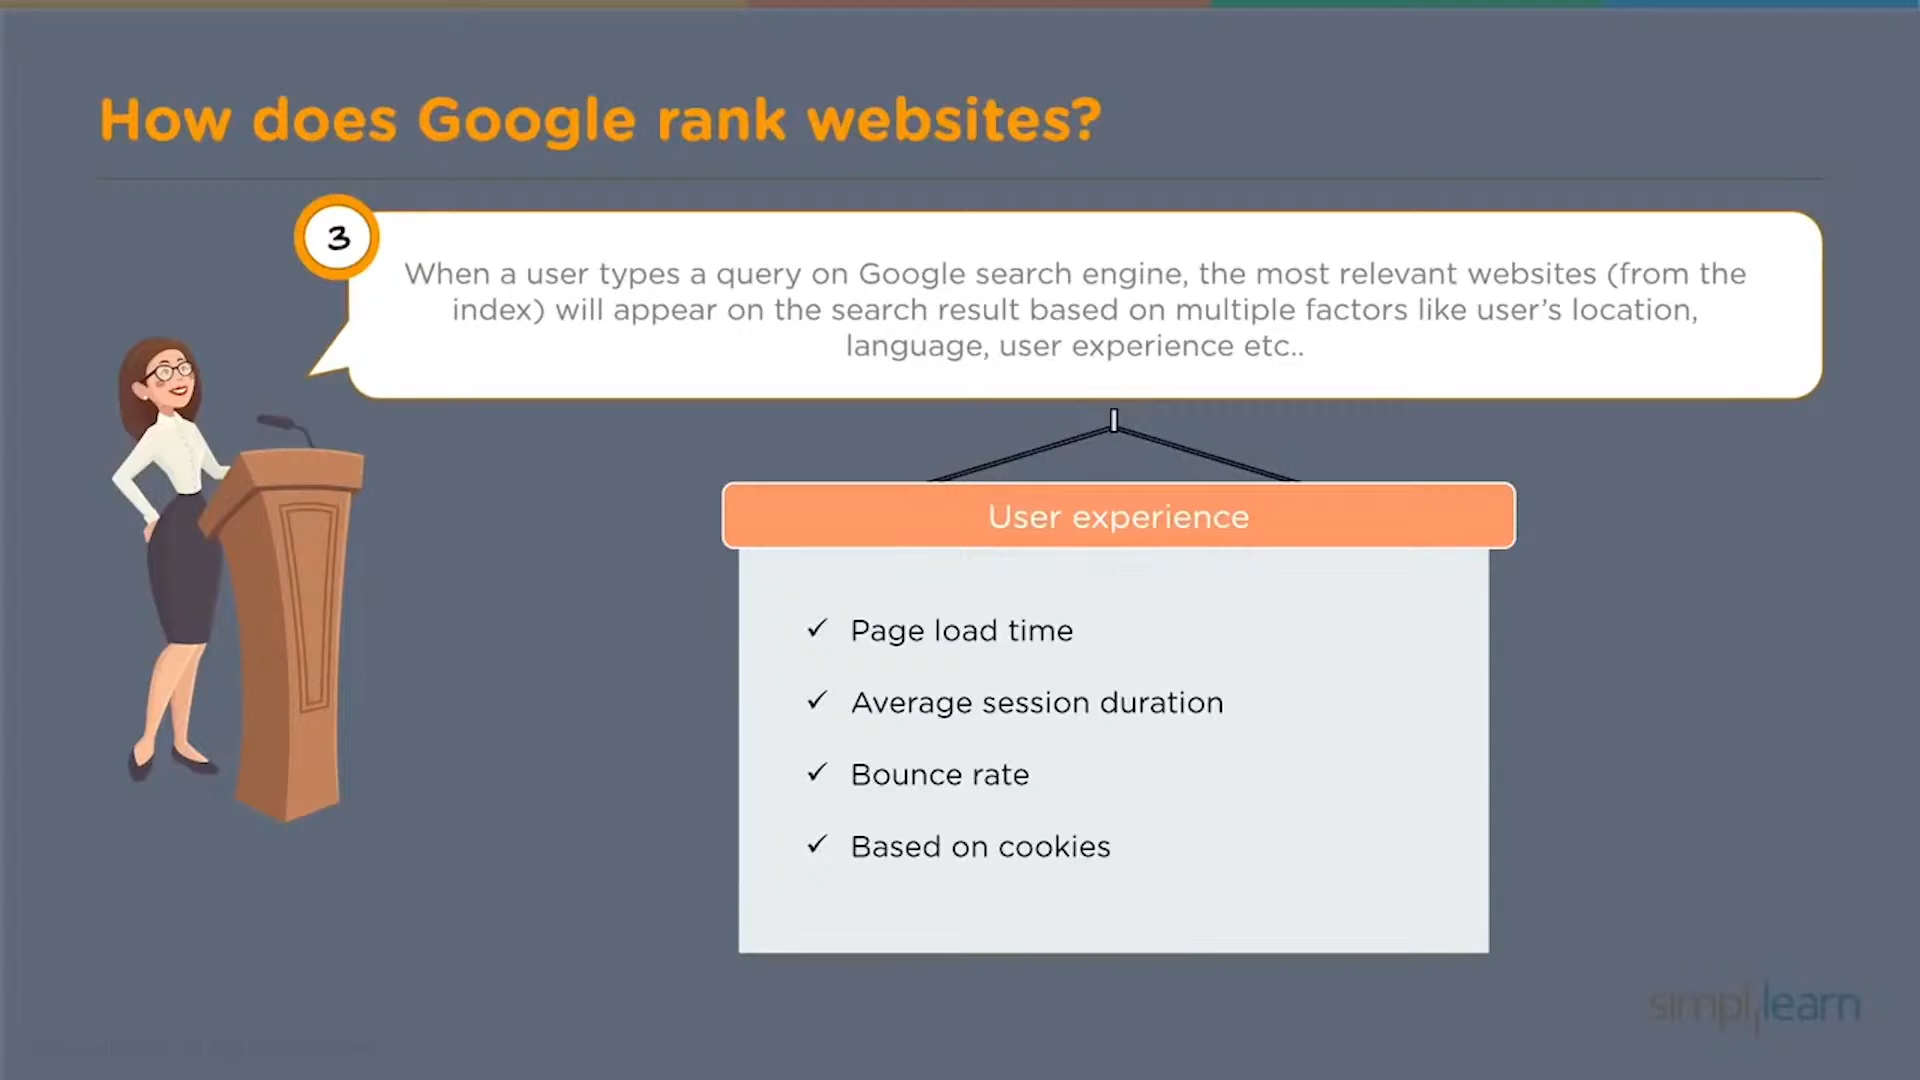 How does Google rank websites?
3
When a user types a query on Google search engine, the most relevant websites (from the
index) will appear on the search result based on multiple factors like user's location,
language, user experience etc..
User experience
✓ Page load time
✓ Average session duration
✓ Bounce rate
✓ Based on cookies
simplilearn